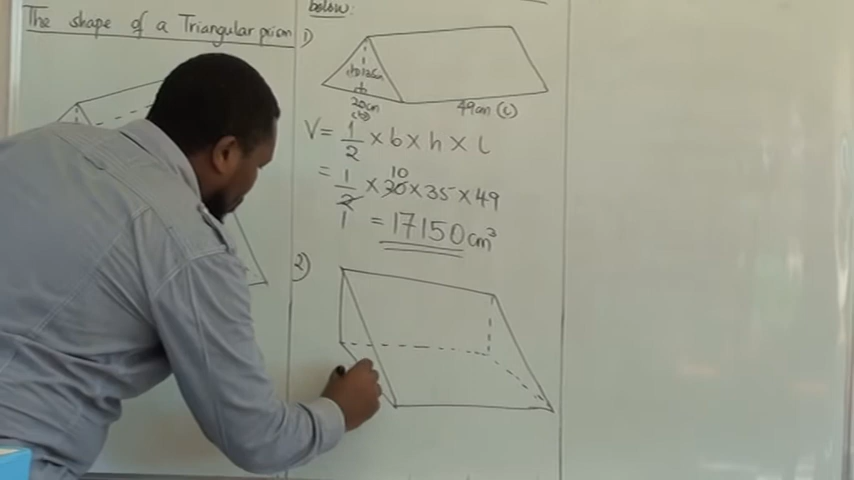 The shape of a Triangular prism
below:
1)
(h) 35cm
20cm
(b)
49cm (l)
V = 1/2 × b × h × l
10
= 1/2 × 20 × 35 × 49
1
= 17150cm³
2)